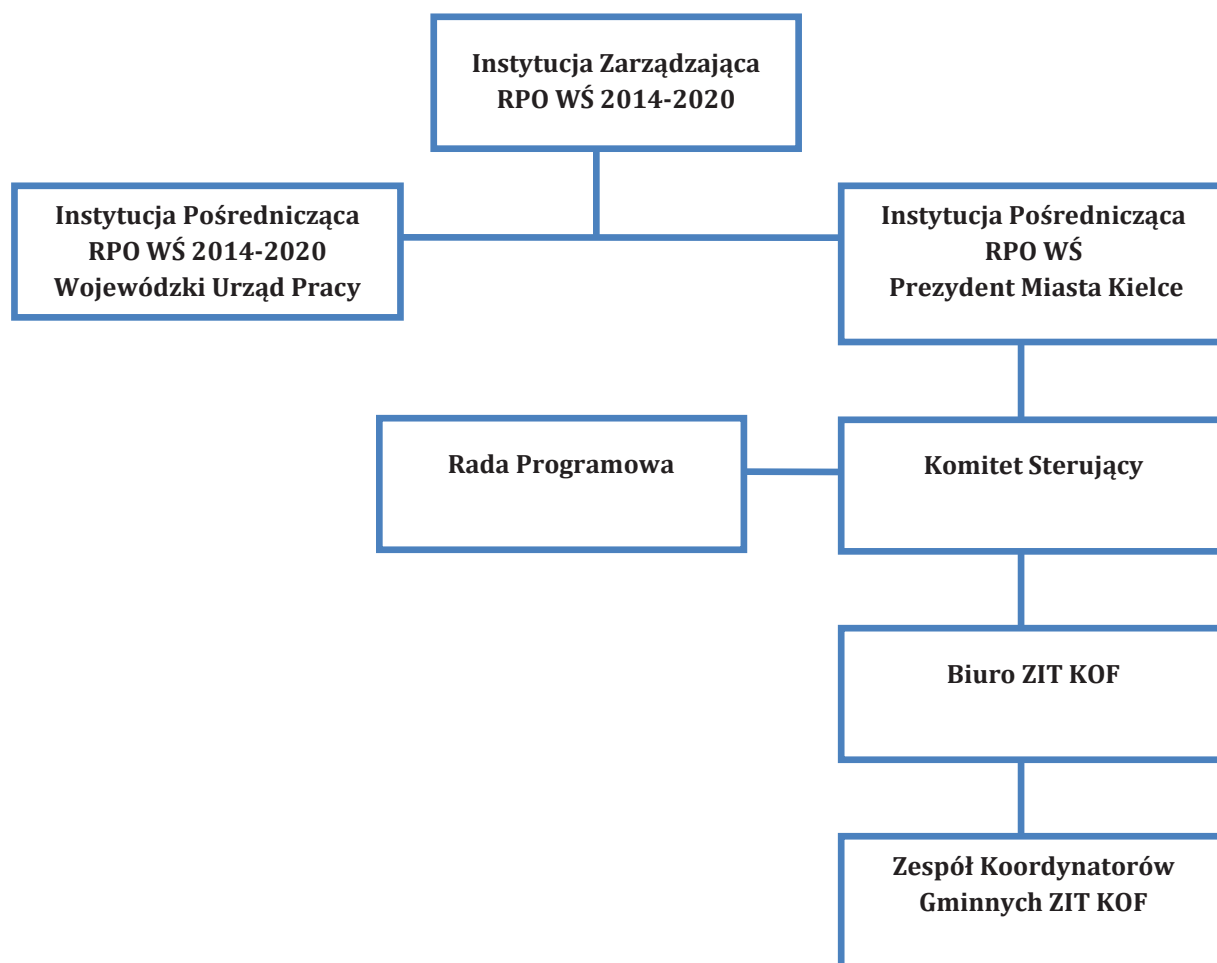 Instytucja Zarządzająca
RPO WŚ 2014-2020
Instytucja Pośrednicząca
RPO WŚ 2014-2020
Wojewódzki Urząd Pracy
Instytucja Pośrednicząca
RPO WŚ
Prezydent Miasta Kielce
Rada Programowa
Komitet Sterujący
Biuro ZIT KOF
Zespół Koordynatorów
Gminnych ZIT KOF